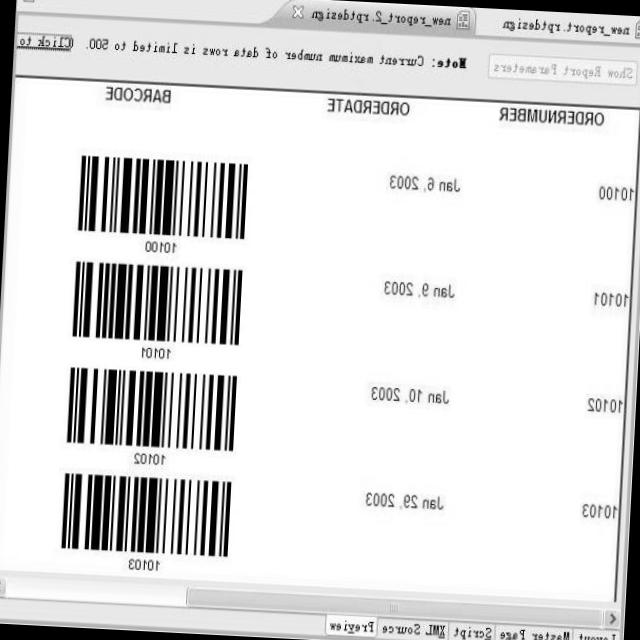 new_report.rptdesign new_report_2.rptdesign
Show Report Parameters Note: Current maximum number of data rows is limited to 500. (Click to
ORDERNUMBER ORDERDATE BARCODE
10100 Jan 6, 2003
10100
10101 Jan 9, 2003
10101
10102 Jan 10, 2003
10102
10103 Jan 29, 2003
10103
Layout Master Page Script XML Source Preview